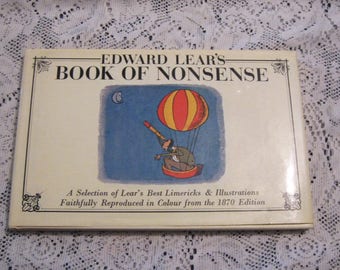 EDWARD LEAR'S
BOOK OF NONSENSE
A Selection of Lear's Best Limericks & Illustrations
Faithfully Reproduced in Colour from the 1870 Edition